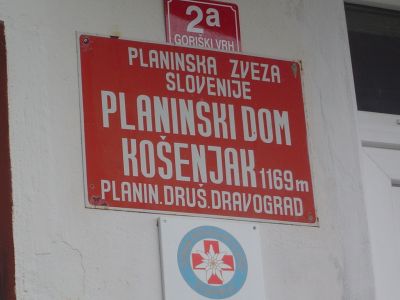 2a
GORIŠKI VRH
PLANINSKA ZVEZA
SLOVENIJE
PLANINSKI DOM
KOŠENJAK 1169m
PLANIN.DRUŠ.DRAVOGRAD